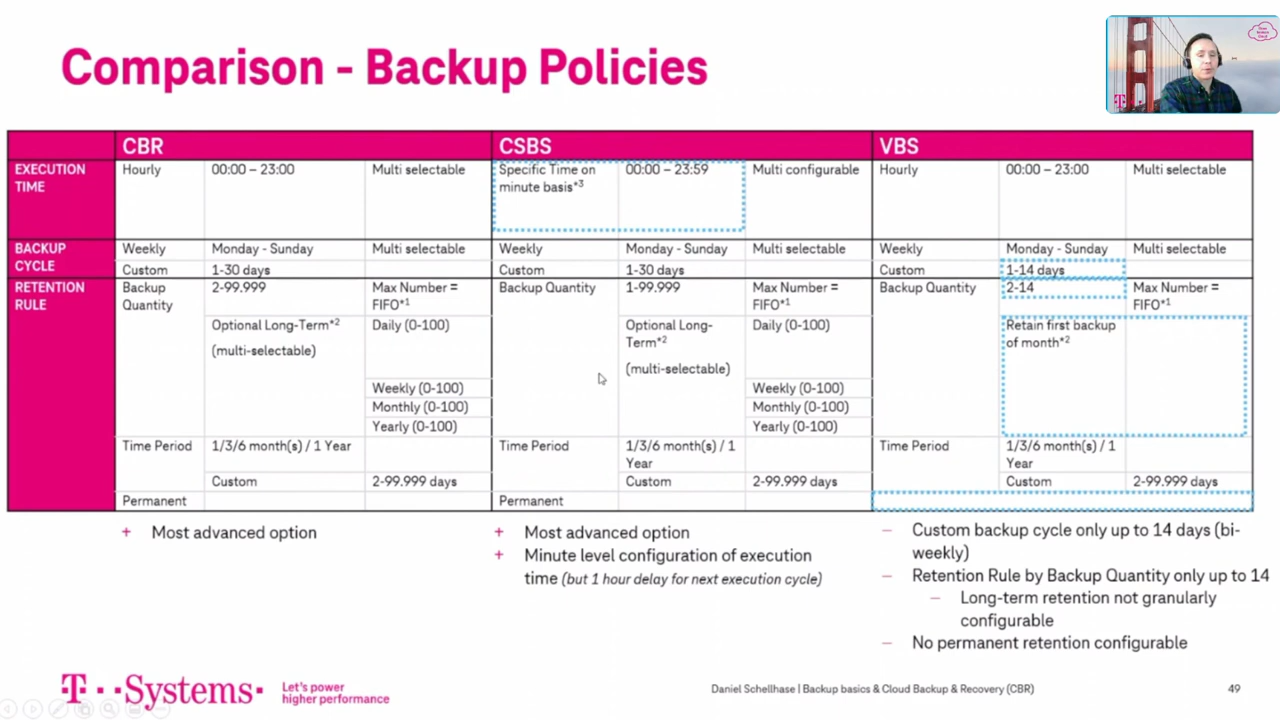 Comparison - Backup Policies
CBR
CSBS
VBS
EXECUTION
TIME
Hourly
00:00 – 23:00
Multi selectable
Specific Time on
minute basis*3
00:00 – 23:59
Multi configurable
Hourly
00:00 – 23:00
Multi selectable
BACKUP
CYCLE
Weekly
Monday - Sunday
Multi selectable
Weekly
Monday - Sunday
Multi selectable
Weekly
Monday - Sunday
Multi selectable
Custom
1-30 days
Custom
1-30 days
Custom
1-14 days
RETENTION
RULE
Backup
Quantity
2-99.999
Max Number =
FIFO*1
Backup Quantity
1-99.999
Max Number =
FIFO*1
Backup Quantity
2-14
Max Number =
FIFO*1
Optional Long-Term*2
(multi-selectable)
Daily (0-100)
Optional Long-
Term*2
(multi-selectable)
Daily (0-100)
Retain first backup
of month*2
Weekly (0-100)
Weekly (0-100)
Monthly (0-100)
Monthly (0-100)
Yearly (0-100)
Yearly (0-100)
Time Period
1/3/6 month(s) / 1 Year
Time Period
1/3/6 month(s) / 1
Year
Time Period
1/3/6 month(s) / 1
Year
Custom
2-99.999 days
Custom
2-99.999 days
Custom
2-99.999 days
Permanent
Permanent
+ Most advanced option
+ Most advanced option
+ Minute level configuration of execution
time (but 1 hour delay for next execution cycle)
– Custom backup cycle only up to 14 days (bi-
weekly)
– Retention Rule by Backup Quantity only up to 14
– Long-term retention not granularly
configurable
– No permanent retention configurable
T··Systems·
Let's power
higher performance
Daniel Schellhase | Backup basics & Cloud Backup & Recovery (CBR)
49